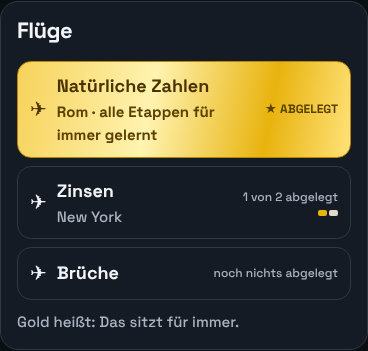 Flüge
Natürliche Zahlen
Rom · alle Etappen für
immer gelernt
★ ABGELEGT
Zinsen
New York
1 von 2 abgelegt
Brüche
noch nichts abgelegt
Gold heißt: Das sitzt für immer.